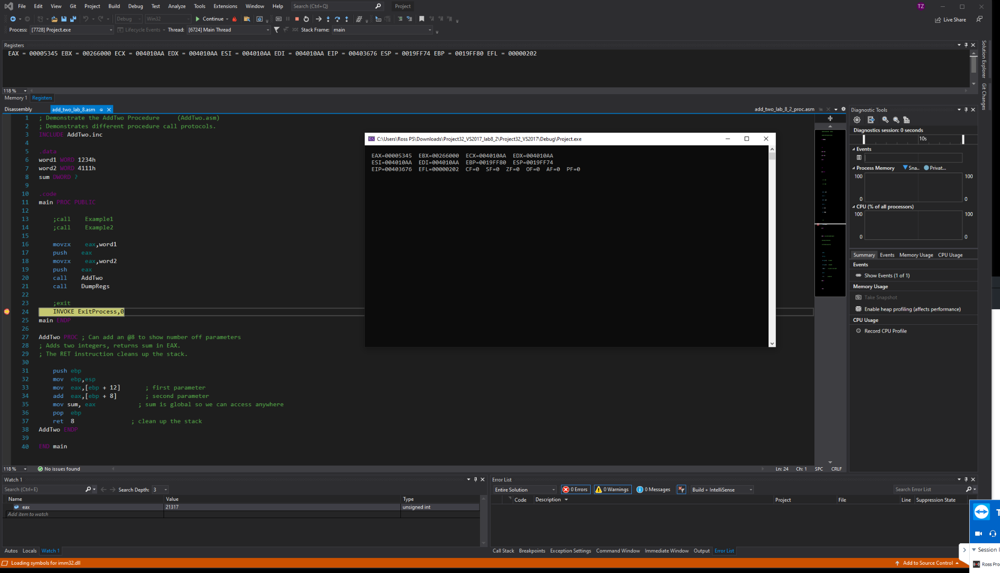 File Edit View Git Project Build Debug Test Analyze Tools Extensions Window Help Search (Ctrl+Q) Project TZ
Debug Win32 Continue Live Share
Process: [7728] Project.exe Lifecycle Events Thread: [6724] Main Thread Stack Frame: main
Registers
EAX = 00005345 EBX = 00266000 ECX = 004010AA EDX = 004010AA ESI = 004010AA EDI = 004010AA EIP = 00403676 ESP = 0019FF74 EBP = 0019FF80 EFL = 00000202
118 %
Memory 1 Registers
Solution Explorer
Git Changes
Disassembly add_two_lab_8.asm add_two_lab_8_2_proc.asm
1 ; Demonstrate the AddTwo Procedure (AddTwo.asm)
2 ; Demonstrates different procedure call protocols.
3 INCLUDE AddTwo.inc
4
5 .data
6 word1 WORD 1234h
7 word2 WORD 4111h
8 sum DWORD ?
9
10 .code
11 main PROC PUBLIC
12
13 ;call Example1
14 ;call Example2
15
16 movzx eax,word1
17 push eax
18 movzx eax,word2
19 push eax
20 call AddTwo
21 call DumpRegs
22
23 ;exit
24 INVOKE ExitProcess,0
25 main ENDP
26
27 AddTwo PROC ; Can add an @8 to show number off parameters
28 ; Adds two integers, returns sum in EAX.
29 ; The RET instruction cleans up the stack.
30
31 push ebp
32 mov ebp,esp
33 mov eax,[ebp + 12] ; first parameter
34 add eax,[ebp + 8] ; second parameter
35 mov sum, eax ; sum is global so we can access anywhere
36 pop ebp
37 ret 8 ; clean up the stack
38 AddTwo ENDP
39
40 END main
118 % No issues found Ln: 24 Ch: 1 SPC CRLF
C:\Users\Ross PS\Downloads\Project32_VS2017_lab8_2\Project32_VS2017\Debug\Project.exe
EAX=00005345 EBX=00266000 ECX=004010AA EDX=004010AA
ESI=004010AA EDI=004010AA EBP=0019FF80 ESP=0019FF74
EIP=00403676 EFL=00000202 CF=0 SF=0 ZF=0 OF=0 AF=0 PF=0
Diagnostic Tools
Diagnostics session: 0 seconds
10s
Events
Process Memory Sna.. Privat...
100 100
0 0
CPU (% of all processors)
100 100
0 0
Summary Events Memory Usage CPU Usage
Events
Show Events (1 of 1)
Memory Usage
Take Snapshot
Enable heap profiling (affects performance)
CPU Usage
Record CPU Profile
Watch 1
Search (Ctrl+E) Search Depth: 3
Name Value Type
eax 21317 unsigned int
Add item to watch
Autos Locals Watch 1
Error List
Entire Solution 0 Errors 0 Warnings 0 Messages Build + IntelliSense Search Error List
Code Description Project File Line Suppression State
Call Stack Breakpoints Exception Settings Command Window Immediate Window Output Error List
T
Session I
Ross Pro
Loading symbols for imm32.dll Add to Source Control